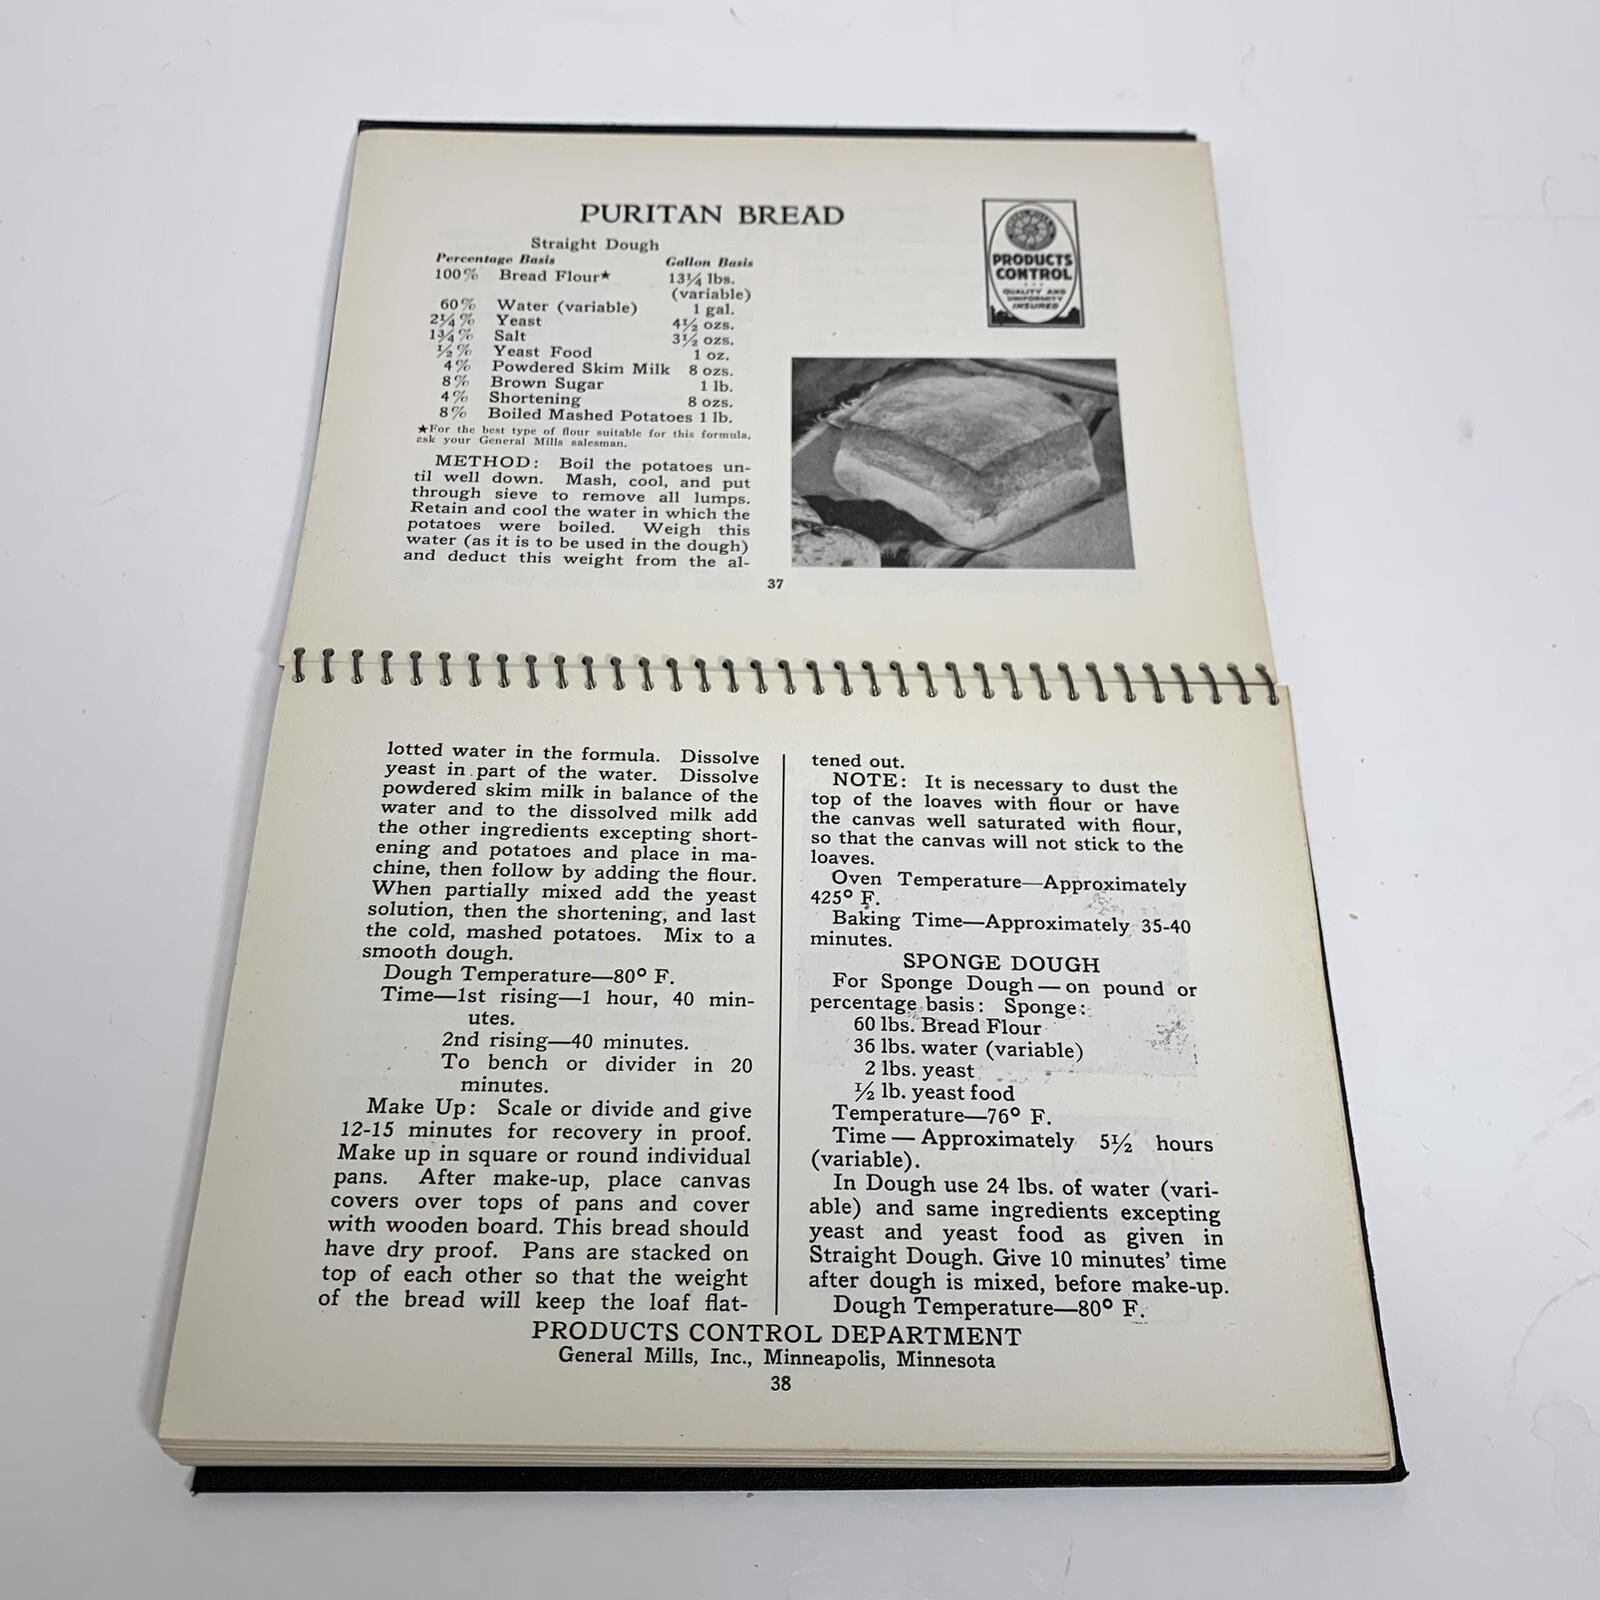 PURITAN BREAD
Straight Dough
Percentage Basis Gallon Basis
100% Bread Flour★ 13¼ lbs.
(variable)
60% Water (variable) 1 gal.
2¼% Yeast 4½ ozs.
1¾% Salt 3½ ozs.
½% Yeast Food 1 oz.
4% Powdered Skim Milk 8 ozs.
8% Brown Sugar 1 lb.
4% Shortening 8 ozs.
8% Boiled Mashed Potatoes 1 lb.
★For the best type of flour suitable for this formula,
ask your General Mills salesman.
METHOD: Boil the potatoes un-
til well down. Mash, cool, and put
through sieve to remove all lumps.
Retain and cool the water in which the
potatoes were boiled. Weigh this
water (as it is to be used in the dough)
and deduct this weight from the al-
PRODUCTS
CONTROL
QUALITY AND
UNIFORMITY
INSURED
37
lotted water in the formula. Dissolve
yeast in part of the water. Dissolve
powdered skim milk in balance of the
water and to the dissolved milk add
the other ingredients excepting short-
ening and potatoes and place in ma-
chine, then follow by adding the flour.
When partially mixed add the yeast
solution, then the shortening, and last
the cold, mashed potatoes. Mix to a
smooth dough.
Dough Temperature—80° F.
Time—1st rising—1 hour, 40 min-
utes.
2nd rising—40 minutes.
To bench or divider in 20
minutes.
Make Up: Scale or divide and give
12-15 minutes for recovery in proof.
Make up in square or round individual
pans. After make-up, place canvas
covers over tops of pans and cover
with wooden board. This bread should
have dry proof. Pans are stacked on
top of each other so that the weight
of the bread will keep the loaf flat-
tened out.
NOTE: It is necessary to dust the
top of the loaves with flour or have
the canvas well saturated with flour,
so that the canvas will not stick to the
loaves.
Oven Temperature—Approximately
425° F.
Baking Time—Approximately 35-40
minutes.
SPONGE DOUGH
For Sponge Dough — on pound or
percentage basis: Sponge:
60 lbs. Bread Flour
36 lbs. water (variable)
2 lbs. yeast
½ lb. yeast food
Temperature—76° F.
Time — Approximately 5½ hours
(variable).
In Dough use 24 lbs. of water (vari-
able) and same ingredients excepting
yeast and yeast food as given in
Straight Dough. Give 10 minutes' time
after dough is mixed, before make-up.
Dough Temperature—80° F.
PRODUCTS CONTROL DEPARTMENT
General Mills, Inc., Minneapolis, Minnesota
38